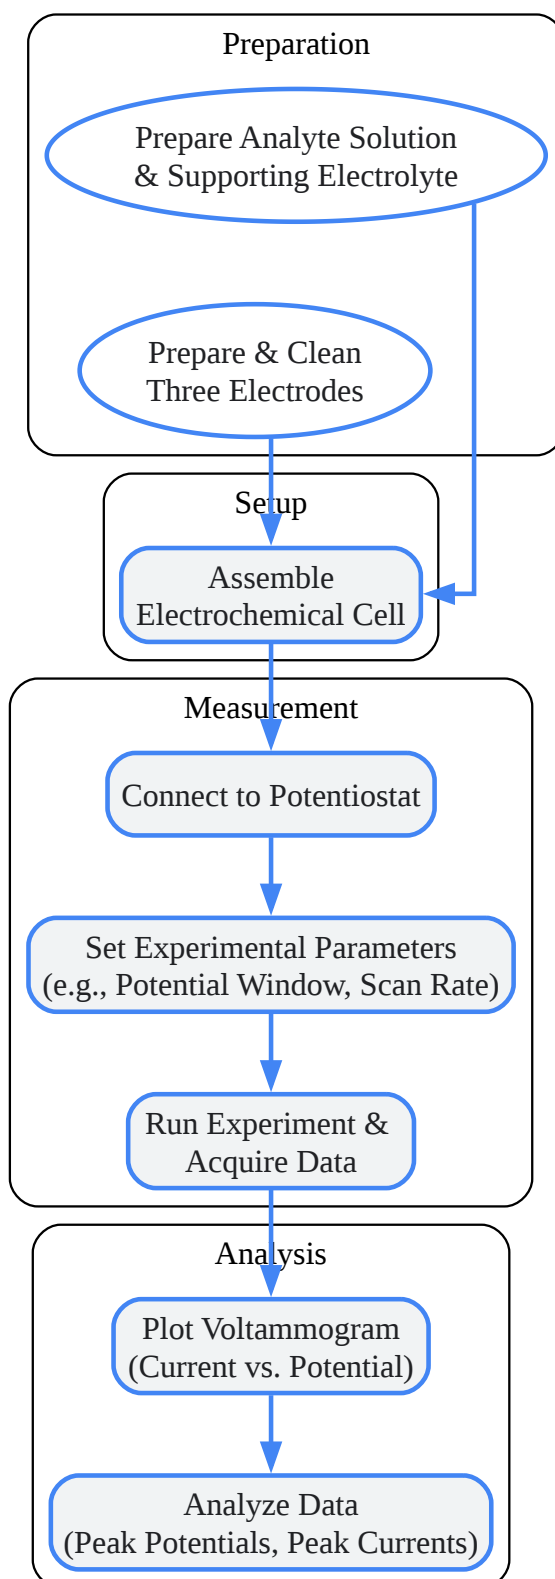 Preparation
Prepare Analyte Solution
& Supporting Electrolyte
Prepare & Clean
Three Electrodes
Setup
Assemble
Electrochemical Cell
Measurement
Connect to Potentiostat
Set Experimental Parameters
(e.g., Potential Window, Scan Rate)
Run Experiment &
Acquire Data
Analysis
Plot Voltammogram
(Current vs. Potential)
Analyze Data
(Peak Potentials, Peak Currents)